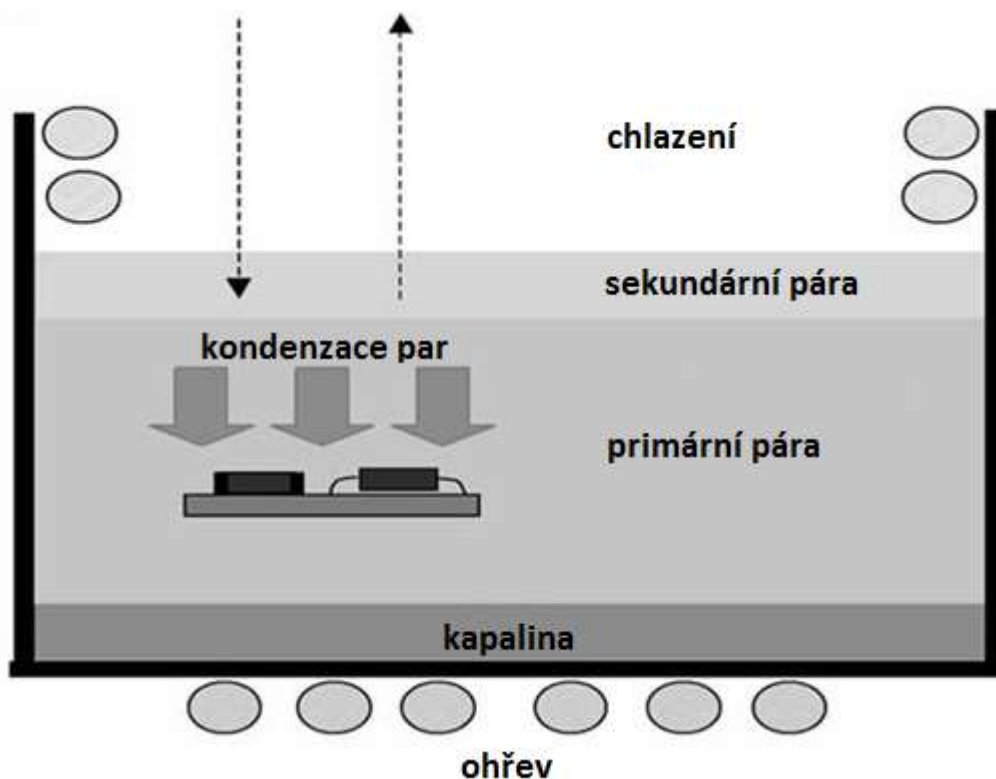 chlazení
sekundární pára
kondenzace par
primární pára
kapalina
ohřev